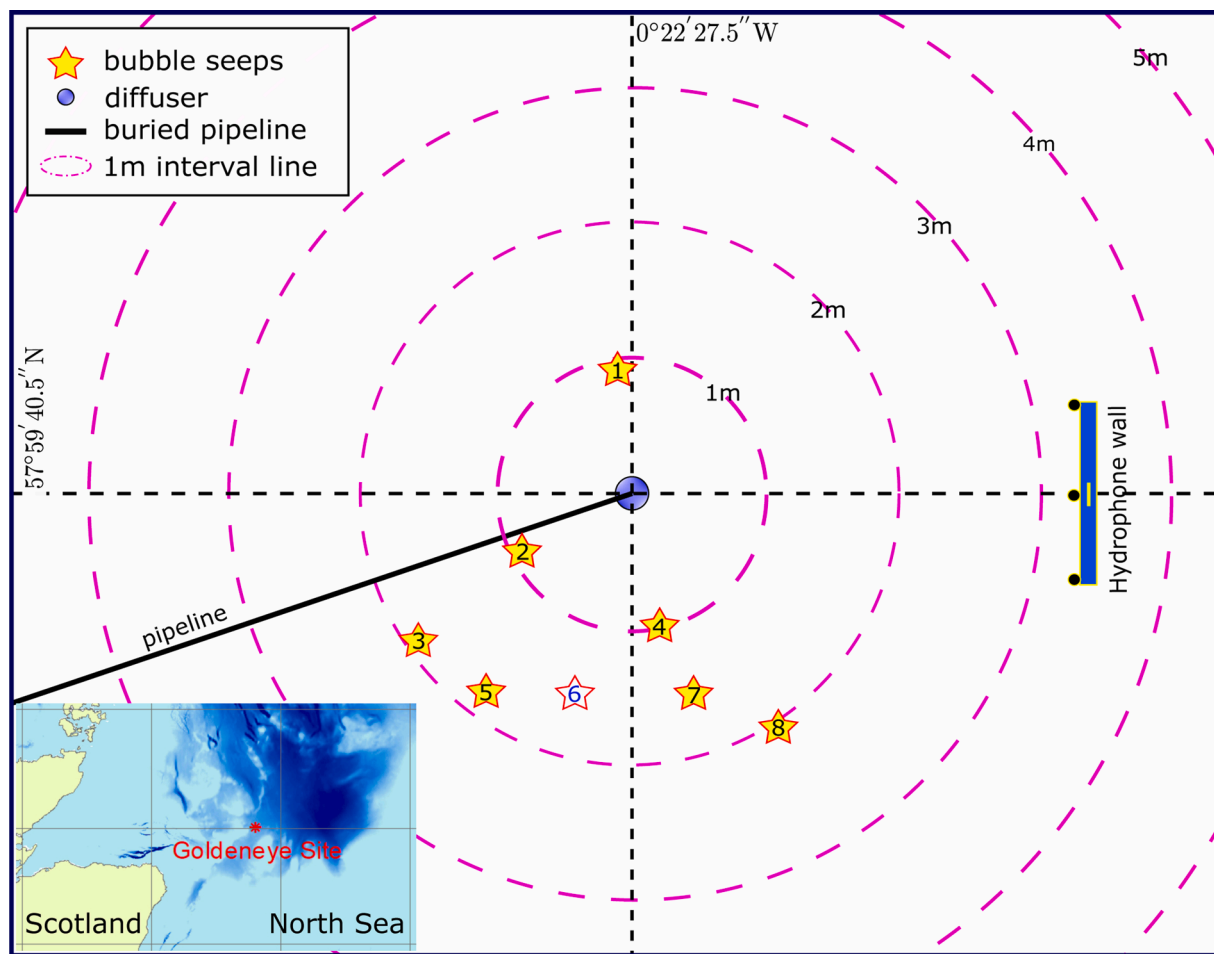 0°22′27.5″W
bubble seeps
diffuser
buried pipeline
1m interval line
5m
4m
3m
2m
1m
57°59′40.5″N
Hydrophone wall
1
2
3
4
5
6
7
8
pipeline
Goldeneye Site
Scotland
North Sea